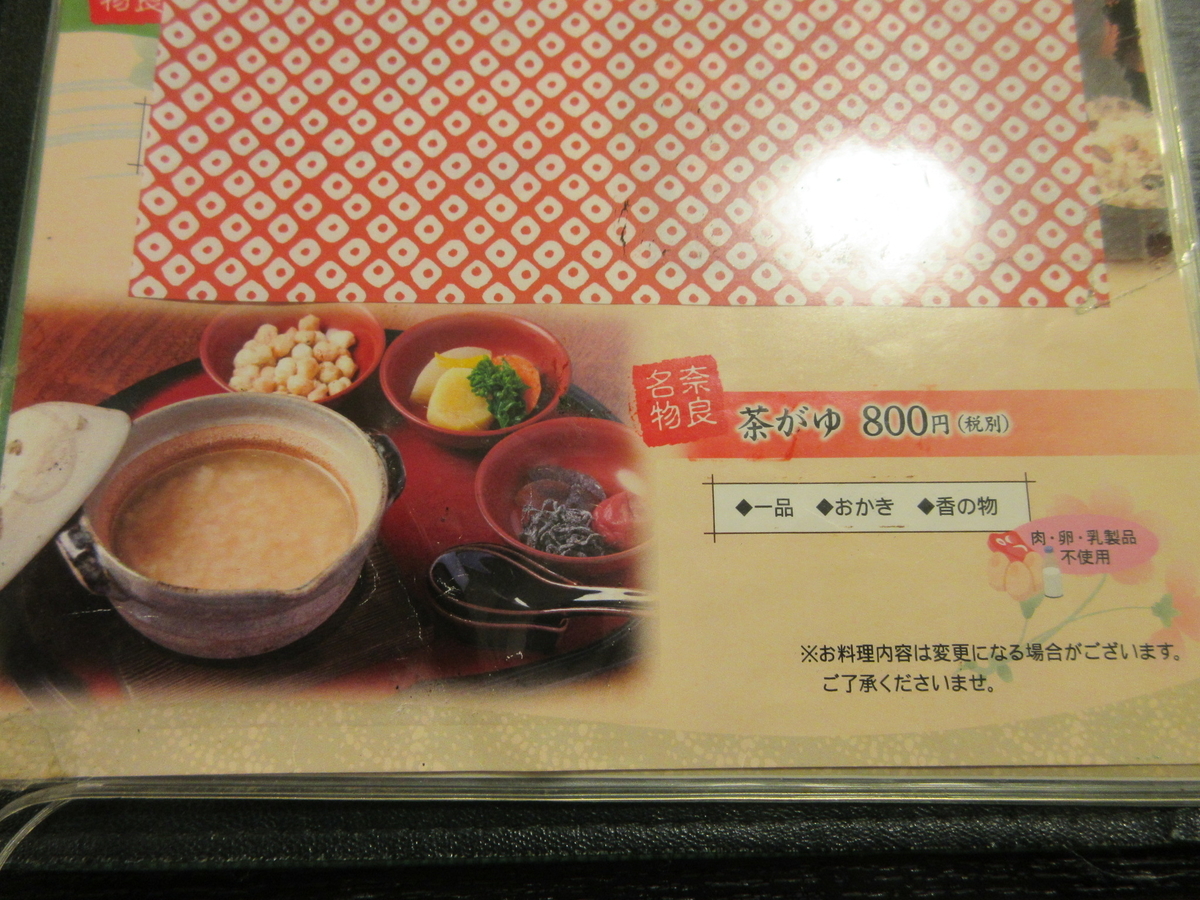 物 良
奈良
名物
茶がゆ 800円(税別)
◆一品 ◆おかき ◆香の物
肉・卵・乳製品
不使用
※お料理内容は変更になる場合がございます。
ご了承くださいませ。